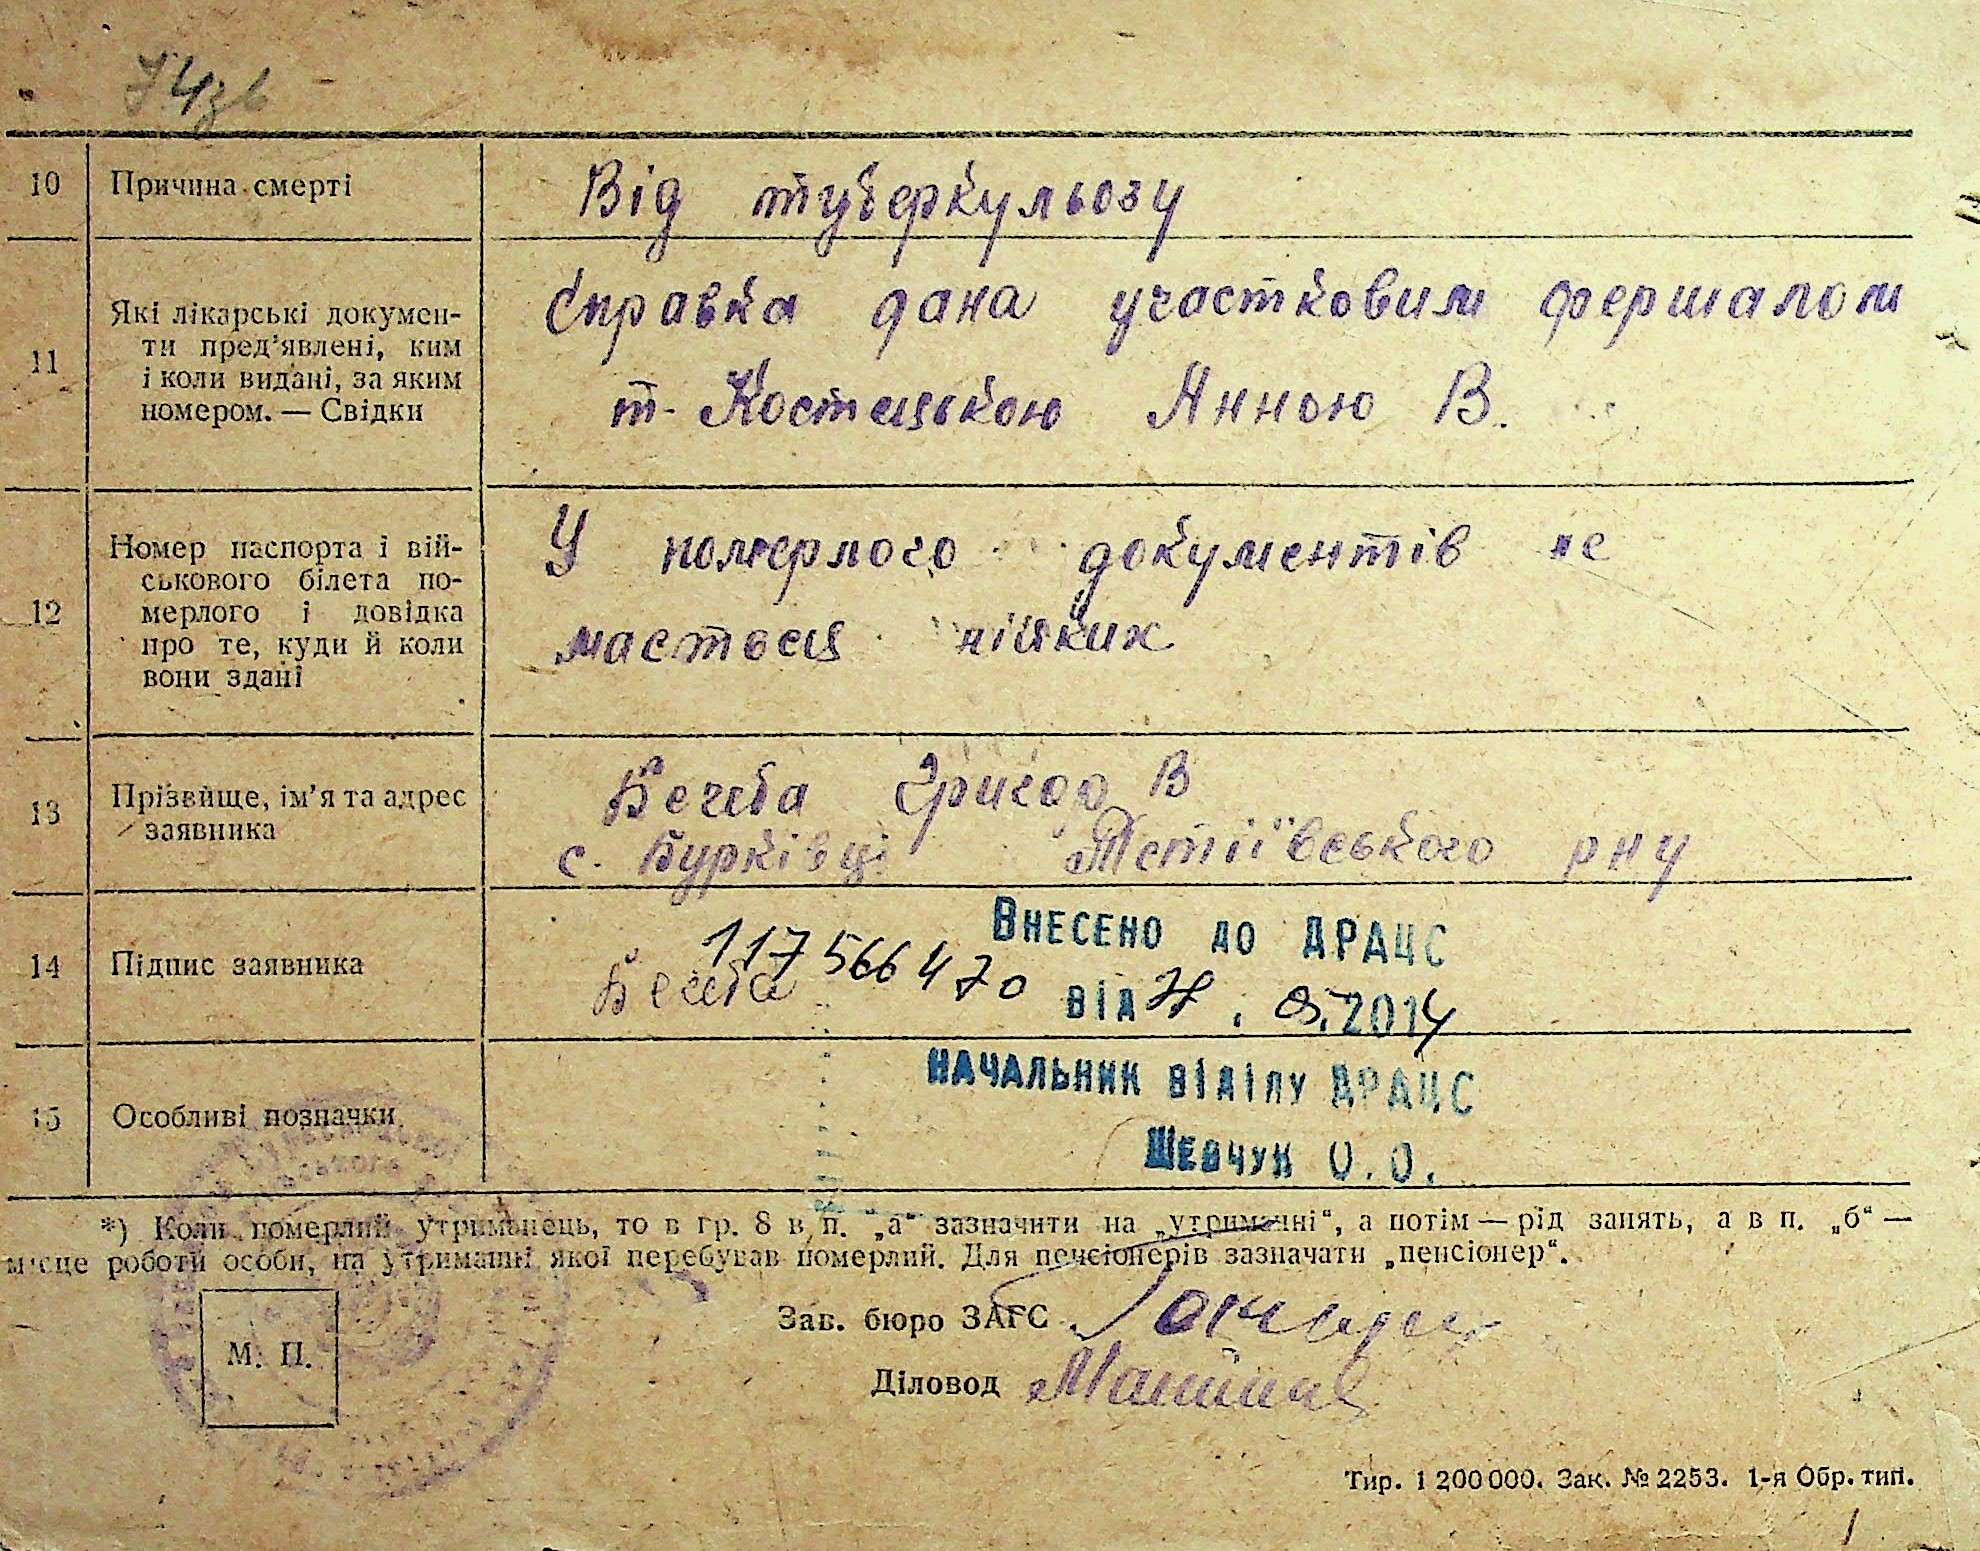 10 Причина смерті Від туберкульозу
11 Які лікарські докумен-
ти пред'явлені, ким
і коли видані, за яким
номером. — Свідки
Справка дана участковим фершалом
т. Костецькою Анною В.
12 Номер паспорта і вій-
ськового білета по-
мерлого і довідка
про те, куди й коли
вони здані
У померлого документів не
мається ніяких
13 Прізвище, ім'я та адрес
заявника
Бечеба Григор В
с. Бурківці Тетіївського рну
14 Підпис заявника
Бечеба
117566470
Внесено до ДРАЦС
від . 2014
15 Особливі позначки
Начальник відділу ДРАЦС
Шевчук О.О.
*) Коли померлий утриманець, то в гр. 8 в п. „а“ зазначити на „утриманні“, а потім — рід занять, а в п. „б“ —
місце роботи особи, на утриманні якої перебував померлий. Для пенсіонерів зазначати „пенсіонер“.
М. П.
Зав. бюро ЗАГС
Діловод
Тир. 1 200 000. Зак. № 2253. 1-я Обр. тип.